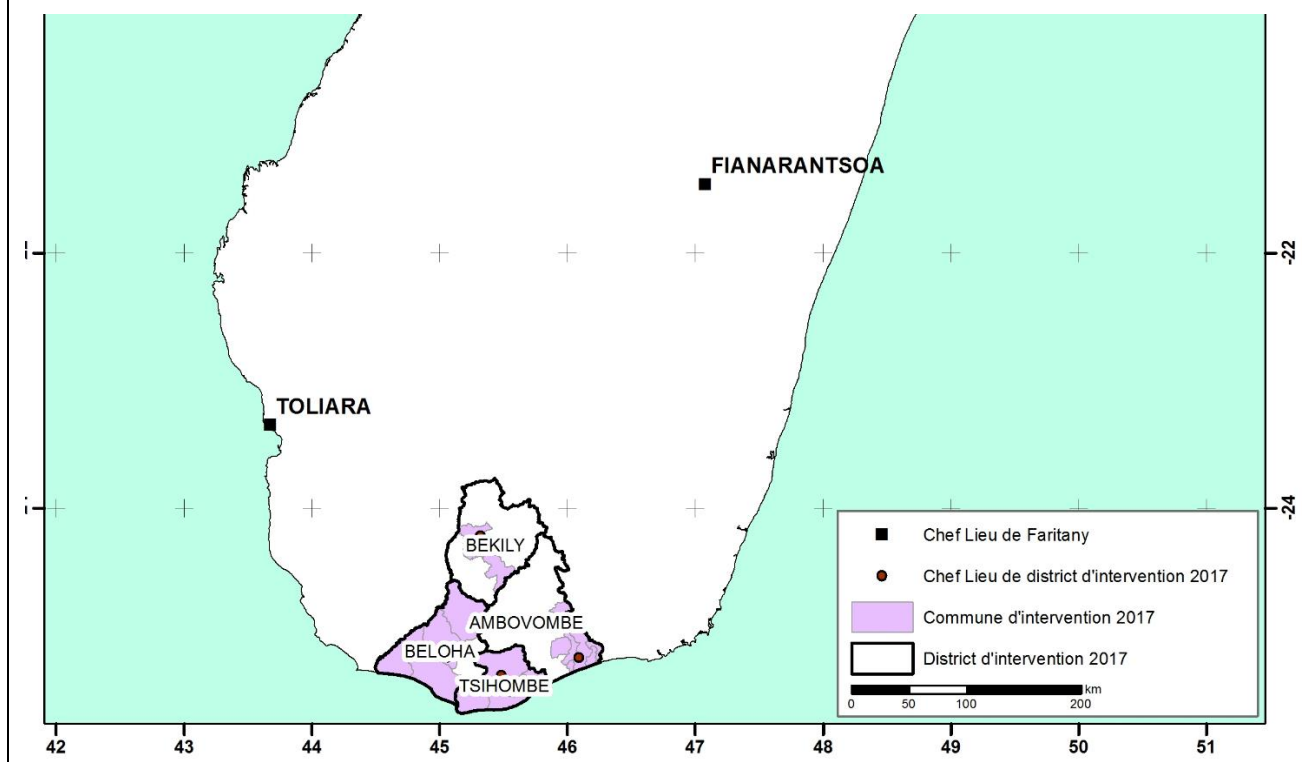 FIANARANTSOA
-22
TOLIARA
-24
BEKILY
AMBOVOMBE
BELOHA
TSIHOMBE
Chef Lieu de Faritany
Chef Lieu de district d'intervention 2017
Commune d'intervention 2017
District d'intervention 2017
0 50 100 200 km
42 43 44 45 46 47 48 49 50 51